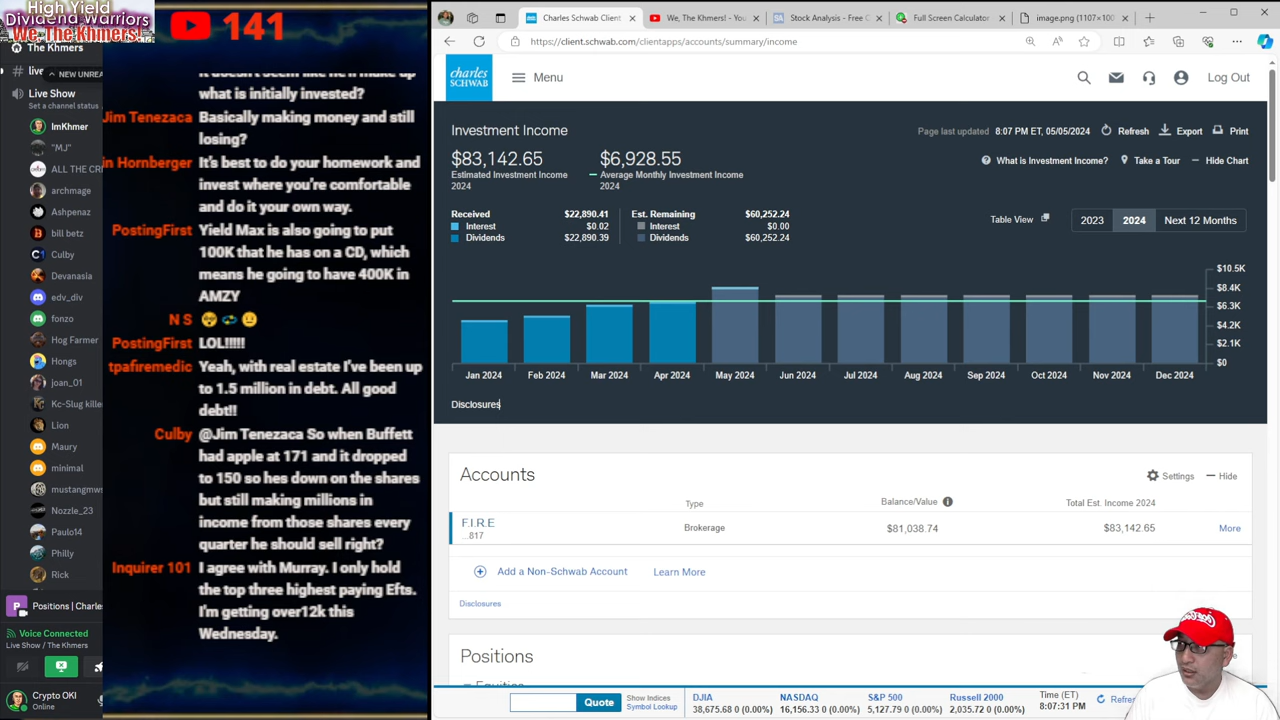 High Yield
Dividend Warriors
We, The Khmers!
141
The Khmers
live
NEW UNREA
Live Show
Set a channel status
ImKhmer
"MJ"
ALL THE CR
archmage
Ashpenaz
bill betz
Culby
Devanasia
edv_div
fonzo
Hog Farmer
Hongs
joan_01
Kc-Slug kille
Lion
Maury
minimal
mustangmws
Nozzle_23
Paulo14
Philly
Rick
Positions | Charles
Voice Connected
Live Show / The Khmers
Crypto OKI
Online
It doesn't seem like he'll make up
what is initially invested?
Jim Tenezaca Basically making money and still
losing?
in Hornberger It's best to do your homework and
invest where you're comfortable
and do it your own way.
PostingFirst Yield Max is also going to put
100K that he has on a CD, which
means he going to have 400K in
AMZY
N S
PostingFirst LOL!!!!!
tpafiremedic Yeah, with real estate I've been up
to 1.5 million in debt. All good
debt!!
Culby @Jim Tenezaca So when Buffett
had apple at 171 and it dropped
to 150 so hes down on the shares
but still making millions in
income from those shares every
quarter he should sell right?
Inquirer 101 I agree with Murray. I only hold
the top three highest paying Efts.
I'm getting over12k this
Wednesday.
Charles Schwab Client
We, The Khmers! - You
Stock Analysis - Free C
Full Screen Calculator
image.png (1107×100
https://client.schwab.com/clientapps/accounts/summary/income
charles
SCHWAB
Menu
Log Out
Investment Income
Page last updated 8:07 PM ET, 05/05/2024 Refresh Export Print
$83,142.65
Estimated Investment Income
2024
$6,928.55
Average Monthly Investment Income
2024
What is Investment Income? Take a Tour Hide Chart
Received $22,890.41
Interest $0.02
Dividends $22,890.39
Est. Remaining $60,252.24
Interest $0.00
Dividends $60,252.24
Table View 2023 2024 Next 12 Months
$10.5K
$8.4K
$6.3K
$4.2K
$2.1K
$0
Jan 2024 Feb 2024 Mar 2024 Apr 2024 May 2024 Jun 2024 Jul 2024 Aug 2024 Sep 2024 Oct 2024 Nov 2024 Dec 2024
Disclosures
Accounts
Settings Hide
Type Balance/Value Total Est. Income 2024
F.I.R.E
...817
Brokerage $81,038.74 $83,142.65 More
Add a Non-Schwab Account Learn More
Disclosures
Positions
Equities
Quote
Show Indices
Symbol Lookup
DJIA
38,675.68 0 (0.00%)
NASDAQ
16,156.33 0 (0.00%)
S&P 500
5,127.79 0 (0.00%)
Russell 2000
2,035.72 0 (0.00%)
Time (ET)
8:07:31 PM
Refres